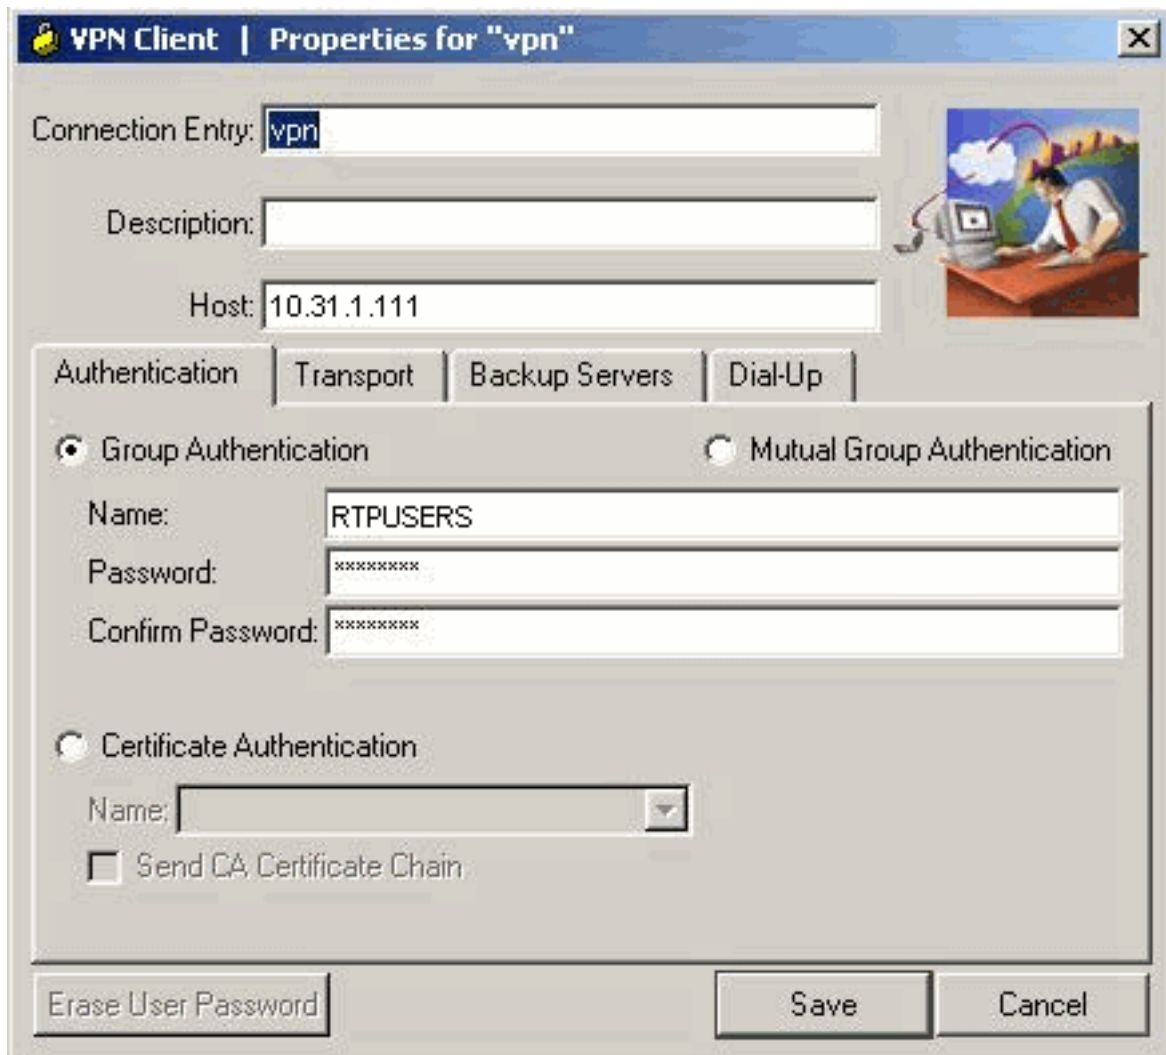 VPN Client | Properties for "vpn"
Connection Entry: vpn
Description:
Host: 10.31.1.111
Authentication Transport Backup Servers Dial-Up
Group Authentication Mutual Group Authentication
Name: RTPUSERS
Password: ********
Confirm Password: ********
Certificate Authentication
Name:
Send CA Certificate Chain
Erase User Password Save Cancel